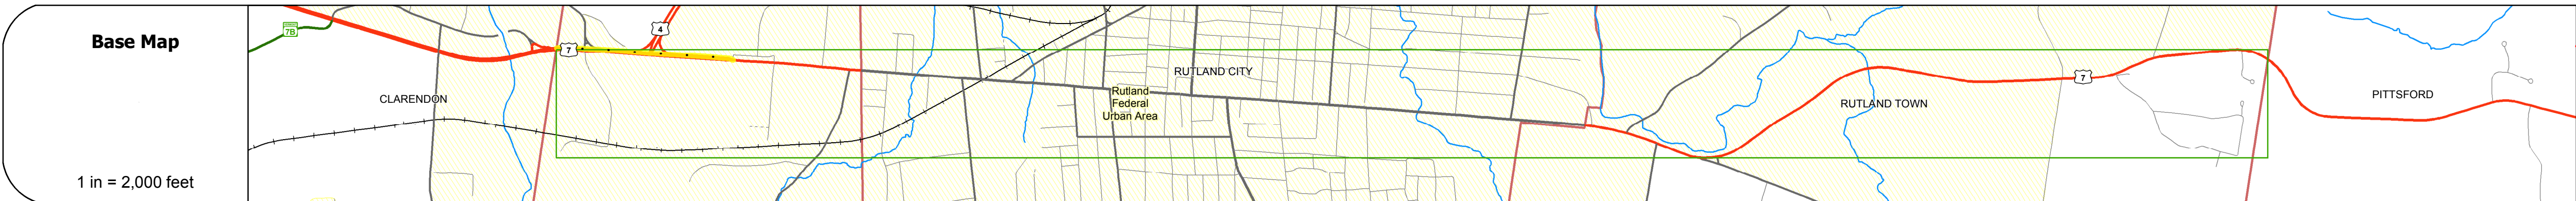 Base Map
1 in = 2,000 feet
7B
CLARENDON
7
4
RUTLAND CITY
Rutland
Federal
Urban Area
RUTLAND TOWN
7
PITTSFORD